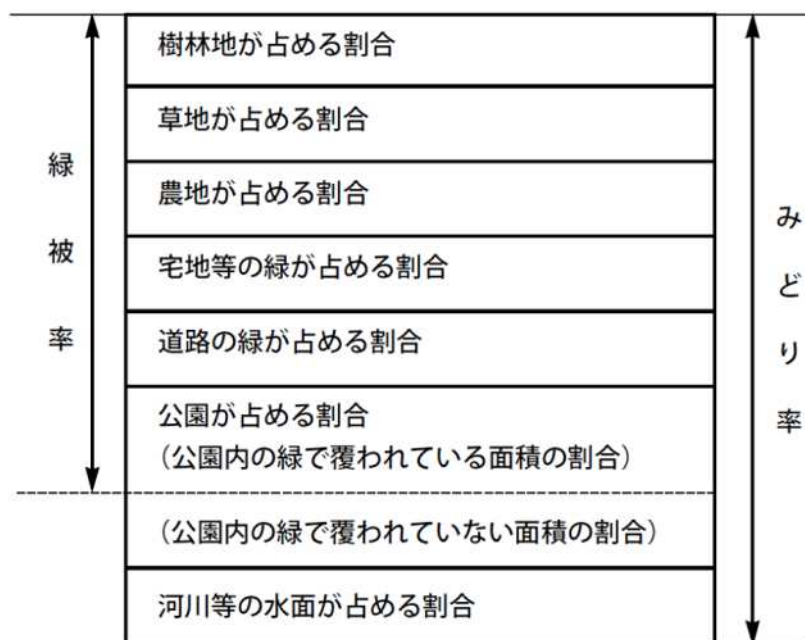 緑被率
樹林地が占める割合
草地が占める割合
農地が占める割合
宅地等の緑が占める割合
道路の緑が占める割合
公園が占める割合
（公園内の緑で覆われている面積の割合）
（公園内の緑で覆われていない面積の割合）
河川等の水面が占める割合
みどり率